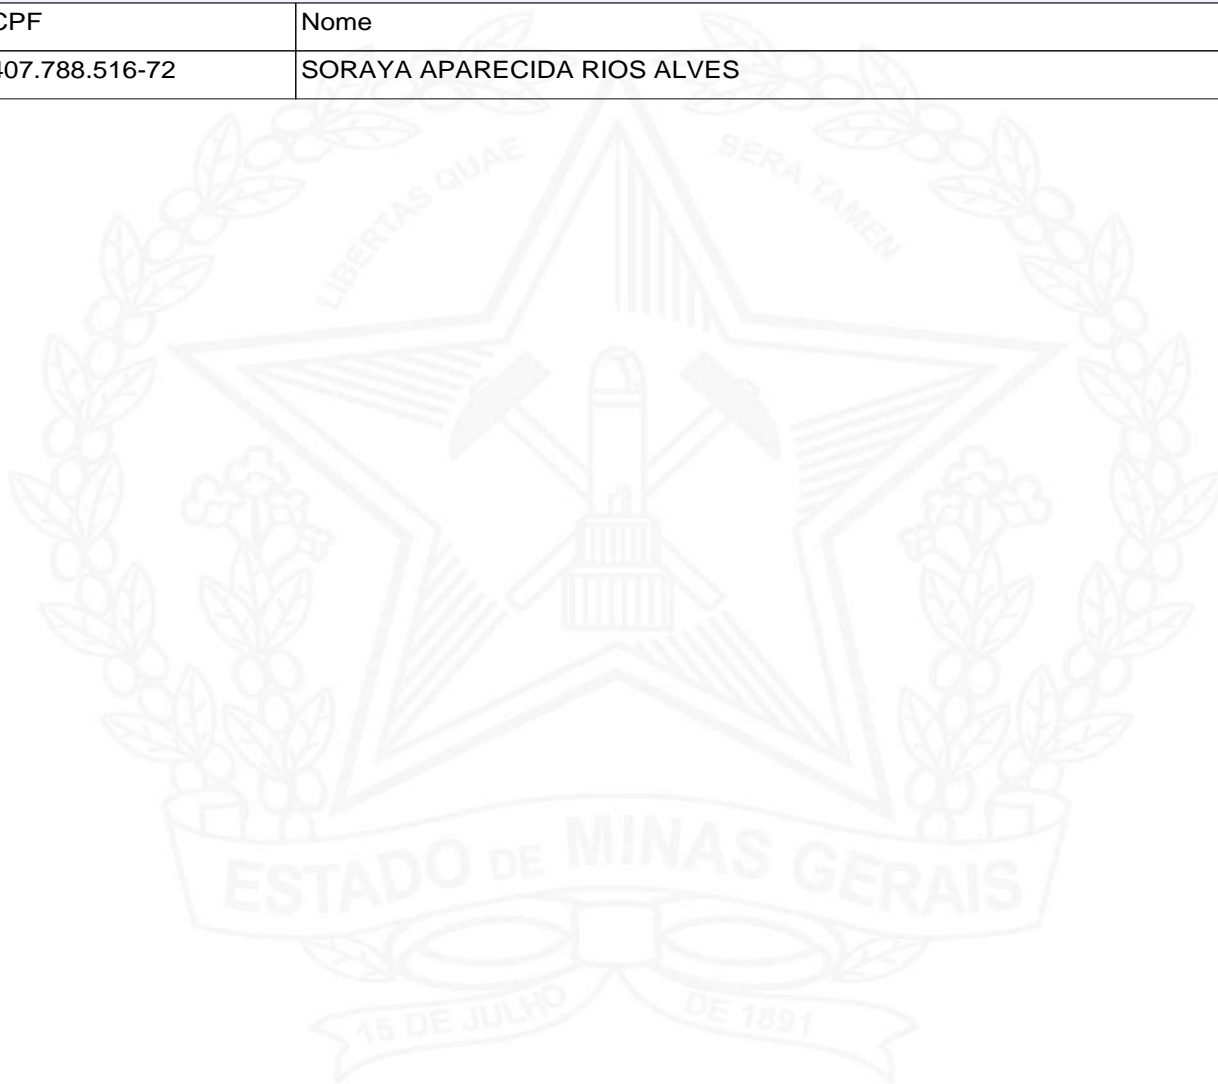 CPF Nome
407.788.516-72 SORAYA APARECIDA RIOS ALVES
LIBERTAS QUAE SERA TAMEN
ESTADO DE MINAS GERAIS
15 DE JULHO DE 1891